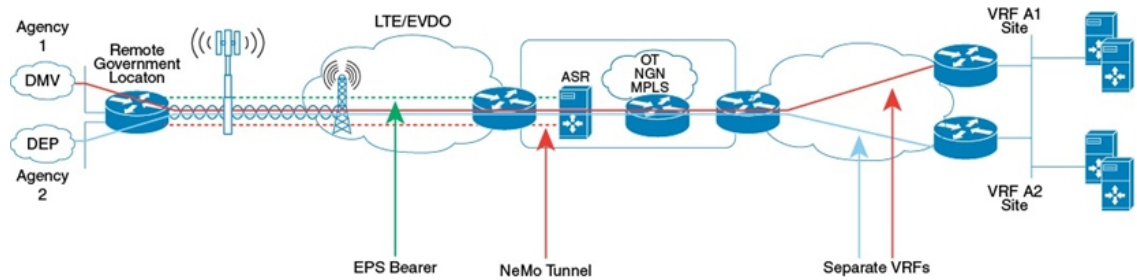 Agency
1
DMV
DEP
Agency
2
Remote
Government
Locaton
LTE/EVDO
ASR
OT
NGN
MPLS
VRF A1
Site
VRF A2
Site
EPS Bearer
NeMo Tunnel
Separate VRFs